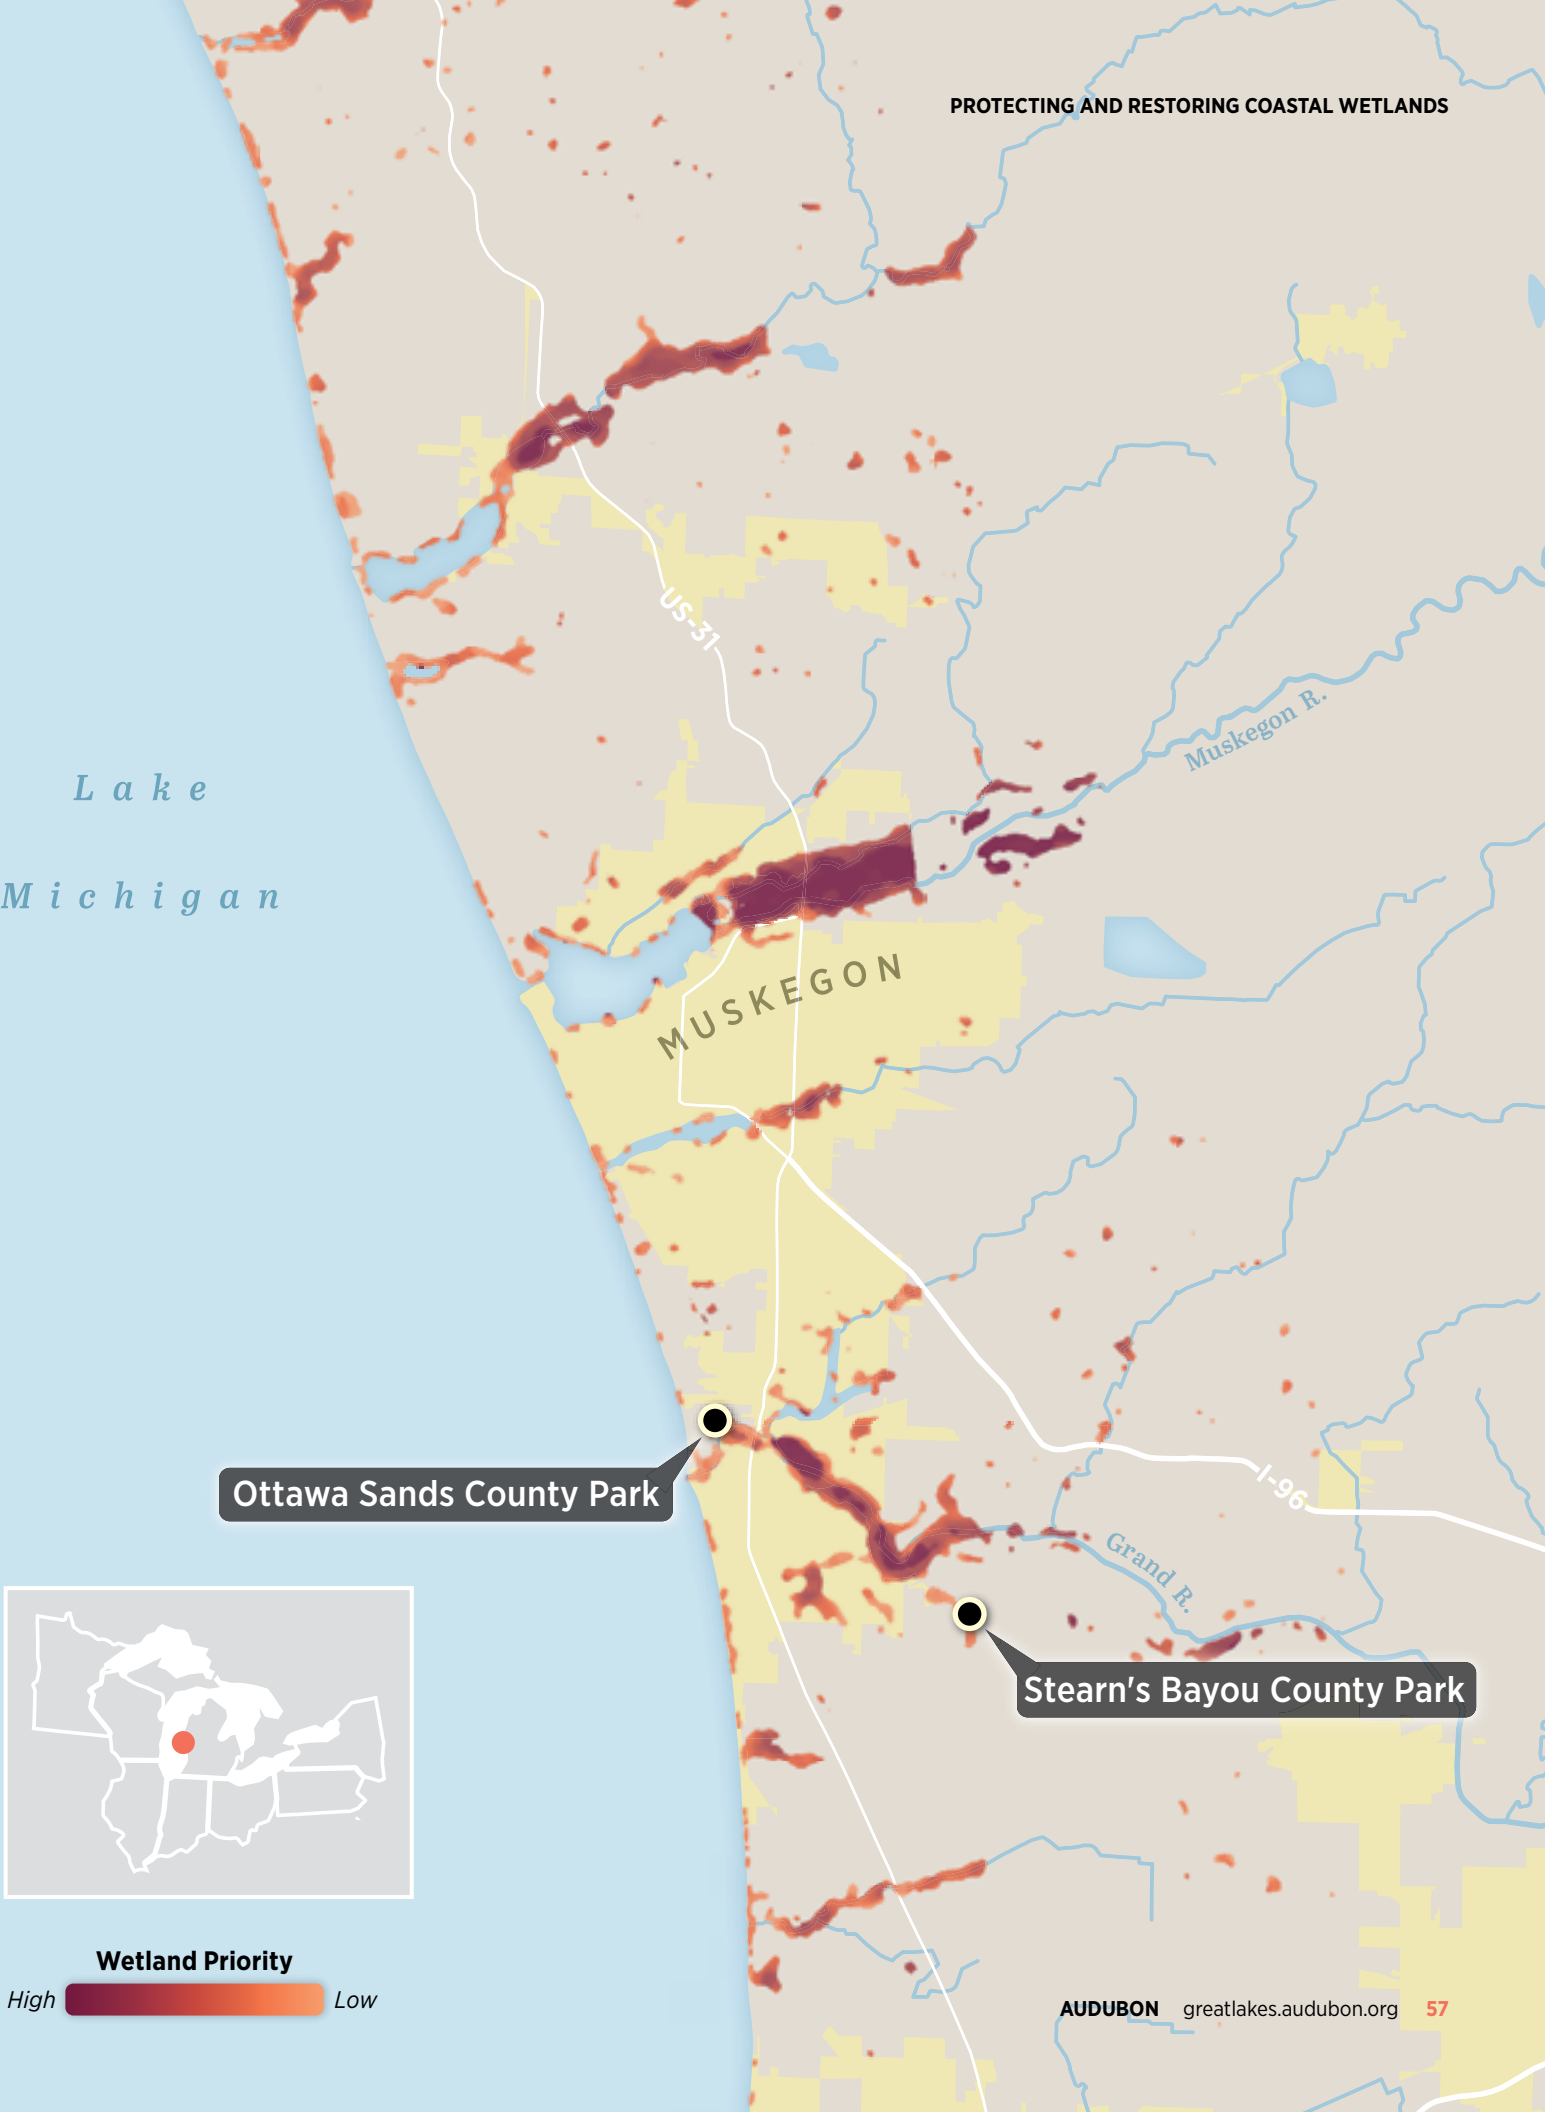 PROTECTING AND RESTORING COASTAL WETLANDS
US-31
Muskegon R.
Lake
Michigan
MUSKEGON
Ottawa Sands County Park
I-96
Grand R.
Stearn's Bayou County Park
Wetland Priority
High Low
AUDUBON greatlakes.audubon.org 57